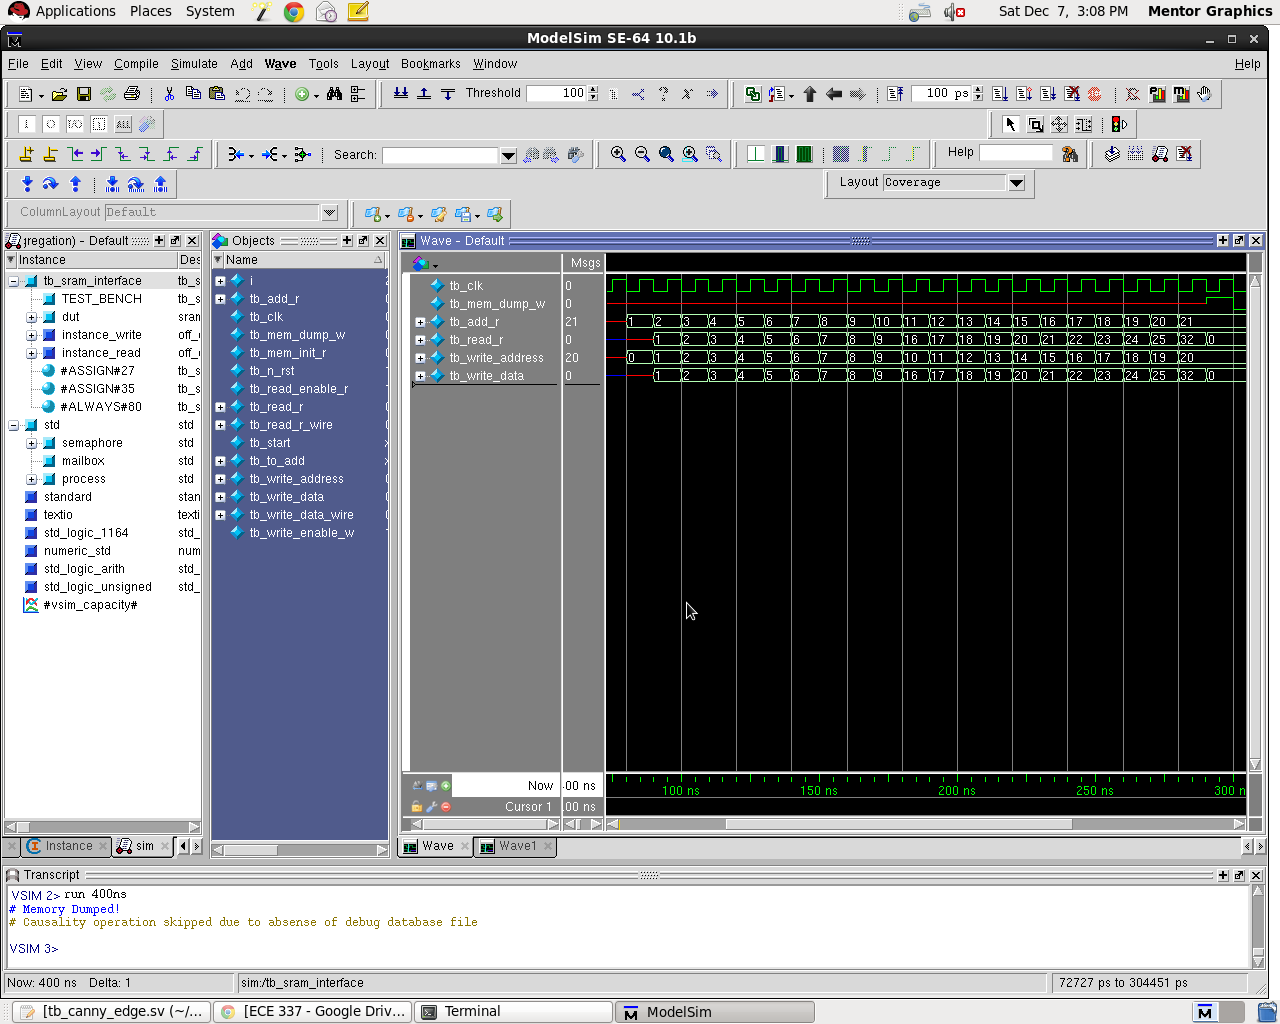 Applications Places System Sat Dec 7, 3:08 PM Mentor Graphics
ModelSim SE-64 10.1b
File Edit View Compile Simulate Add Wave Tools Layout Bookmarks Window Help
Threshold 100 100 ps
Search: Help
Layout Coverage
ColumnLayout Default
gregation) - Default Objects Wave - Default
Instance Des Name Msgs
tb_sram_interface tb_s
TEST_BENCH tb_s
dut sram
instance_write off_
instance_read off_
#ASSIGN#27 tb_s
#ASSIGN#35 tb_s
#ALWAYS#80 tb_s
std std
semaphore std
mailbox std
process std
standard stan
textio texti
std_logic_1164 std_
numeric_std num
std_logic_arith std_
std_logic_unsigned std_
#vsim_capacity#
i
tb_add_r
tb_clk
tb_mem_dump_w
tb_mem_init_r
tb_n_rst
tb_read_enable_r
tb_read_r
tb_read_r_wire
tb_start
tb_to_add
tb_write_address
tb_write_data
tb_write_data_wire
tb_write_enable_w
tb_clk 0
tb_mem_dump_w 0
tb_add_r 21 1 2 3 4 5 6 7 8 9 10 11 12 13 14 15 16 17 18 19 20 21
tb_read_r 0 1 2 3 4 5 6 7 8 9 16 17 18 19 20 21 22 23 24 25 32 0
tb_write_address 20 0 1 2 3 4 5 6 7 8 9 10 11 12 13 14 15 16 17 18 19 20
tb_write_data 0 1 2 3 4 5 6 7 8 9 16 17 18 19 20 21 22 23 24 25 32 0
Now .00 ns 100 ns 150 ns 200 ns 250 ns 300 n
Cursor 1 .00 ns
Instance sim Wave Wave1
Transcript
VSIM 2> run 400ns
# Memory Dumped!
# Causality operation skipped due to absense of debug database file
VSIM 3>
Now: 400 ns Delta: 1 sim:/tb_sram_interface 72727 ps to 304451 ps
[tb_canny_edge.sv (~/... [ECE 337 - Google Driv... Terminal ModelSim